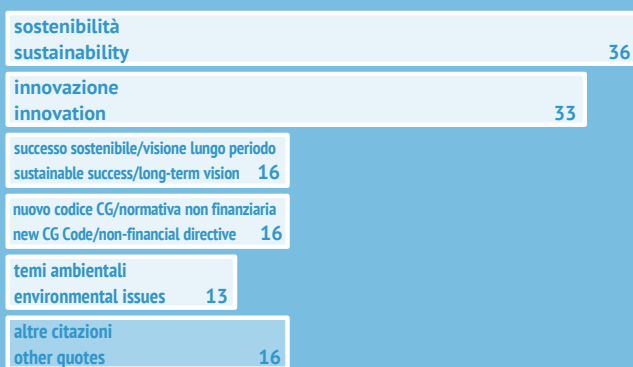 sostenibilità
sustainability 36
innovazione
innovation 33
successo sostenibile/visione lungo periodo
sustainable success/long-term vision 16
nuovo codice CG/normativa non finanziaria
new CG Code/non-financial directive 16
temi ambientali
environmental issues 13
altre citazioni
other quotes 16